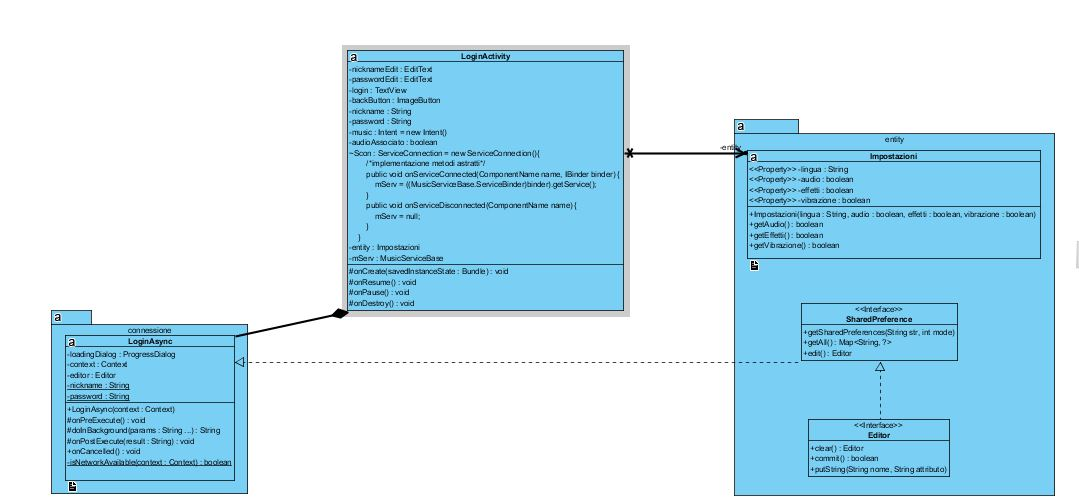 a
LoginActivity
-nicknameEdit : EditText
-passwordEdit : EditText
-login : TextView
-backButton : ImageButton
-nickname : String
-password : String
-music : Intent = new Intent()
-audioAssociato : boolean
~Scon : ServiceConnection = new ServiceConnection(){
/*implementazione metodi astratti*/
public void onServiceConnected(ComponentName name, IBinder binder) {
mServ = ((MusicServiceBase.ServiceBinder)binder).getService();
}
public void onServiceDisconnected(ComponentName name) {
mServ = null;
}
}
-entity : Impostazioni
-mServ : MusicServiceBase
#onCreate(savedInstanceState : Bundle) : void
#onResume() : void
#onPause() : void
#onDestroy() : void
a
entity
-entity
a
Impostazioni
<<Property>> -lingua : String
<<Property>> -audio : boolean
<<Property>> -effetti : boolean
<<Property>> -vibrazione : boolean
+Impostazioni(lingua : String, audio : boolean, effetti : boolean, vibrazione : boolean)
+getAudio() : boolean
+getEffetti() : boolean
+getVibrazione() : boolean
<<Interface>>
SharedPreference
+getSharedPreferences(String str, int mode)
+getAll() : Map<String, ?>
+edit() : Editor
<<Interface>>
Editor
+clear() : Editor
+commit() : boolean
+putString(String nome, String attributo)
a
connessione
a
LoginAsync
-loadingDialog : ProgressDialog
-context : Context
-editor : Editor
-nickname : String
-password : String
+LoginAsync(context : Context)
#onPreExecute() : void
#doInBackground(params : String ...) : String
#onPostExecute(result : String) : void
+onCancelled() : void
-isNetworkAvailable(context : Context) : boolean